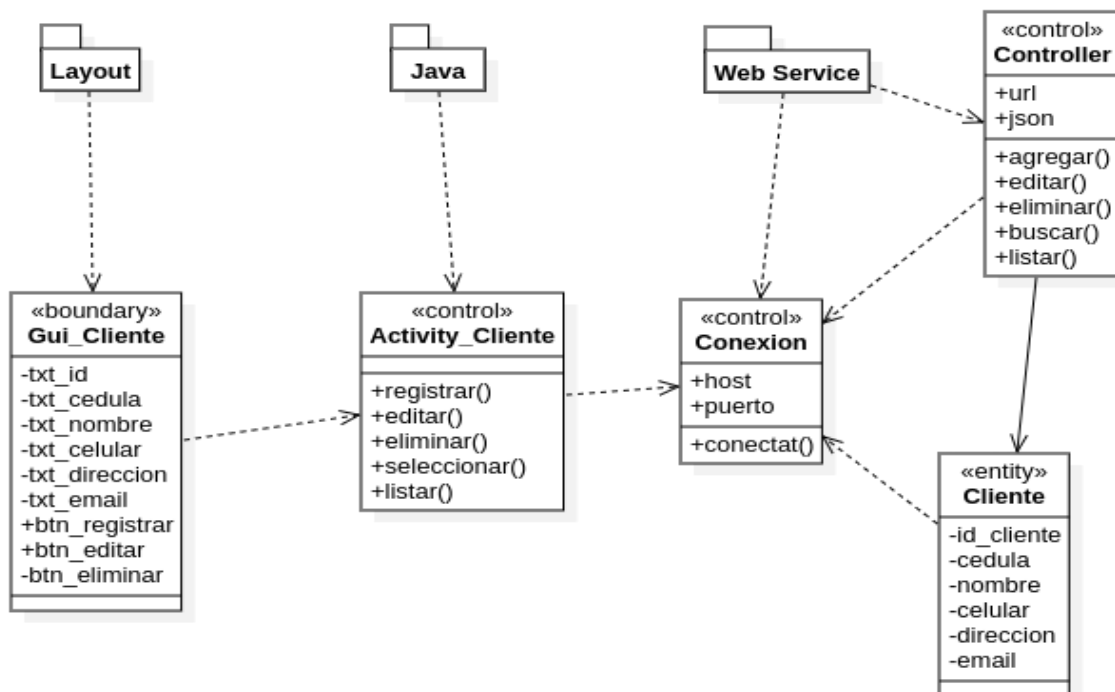 Layout
Java
Web Service
«control»
Controller
+url
+json
+agregar()
+editar()
+eliminar()
+buscar()
+listar()
«boundary»
Gui_Cliente
-txt_id
-txt_cedula
-txt_nombre
-txt_celular
-txt_direccion
-txt_email
+btn_registrar
+btn_editar
-btn_eliminar
«control»
Activity_Cliente
+registrar()
+editar()
+eliminar()
+seleccionar()
+listar()
«control»
Conexion
+host
+puerto
+conectat()
«entity»
Cliente
-id_cliente
-cedula
-nombre
-celular
-direccion
-email